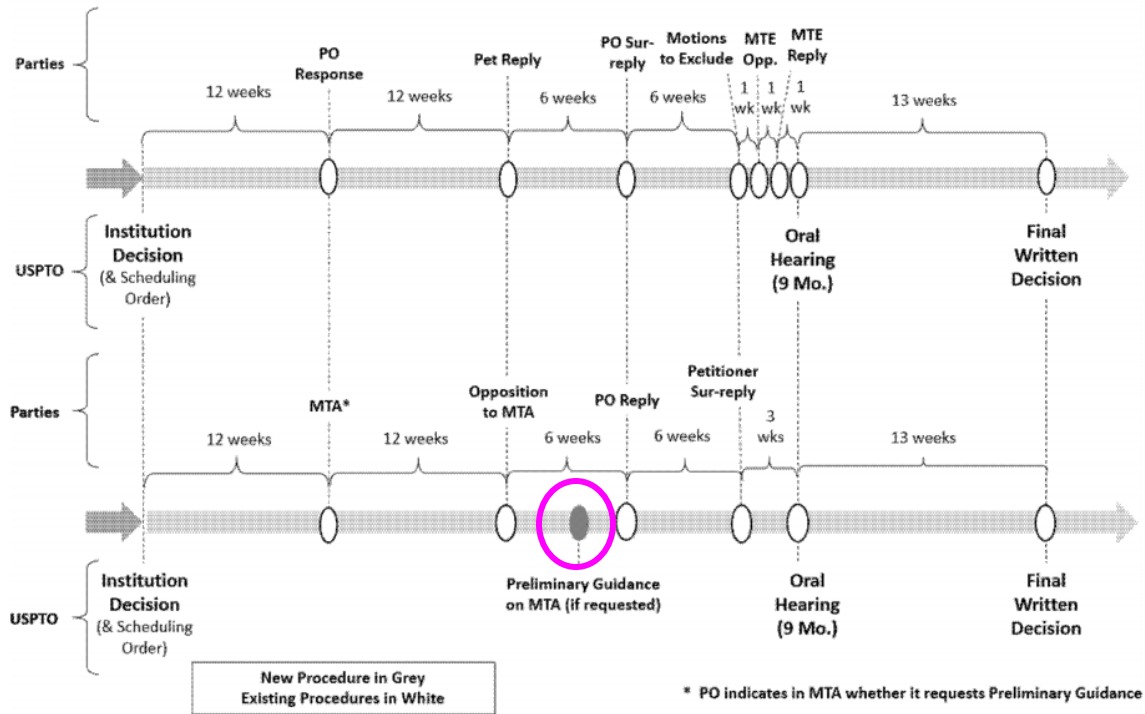 Parties
PO
Response
Pet Reply
PO Sur-
reply
Motions
to Exclude
MTE
Opp.
MTE
Reply
12 weeks
12 weeks
6 weeks
6 weeks
1
wk
1
wk
1
wk
13 weeks
USPTO
Institution
Decision
(& Scheduling
Order)
Oral
Hearing
(9 Mo.)
Final
Written
Decision
Parties
MTA*
Opposition
to MTA
PO Reply
Petitioner
Sur-reply
12 weeks
12 weeks
6 weeks
6 weeks
3
wks
13 weeks
USPTO
Institution
Decision
(& Scheduling
Order)
Preliminary Guidance
on MTA (if requested)
Oral
Hearing
(9 Mo.)
Final
Written
Decision
New Procedure in Grey
Existing Procedures in White
* PO indicates in MTA whether it requests Preliminary Guidance